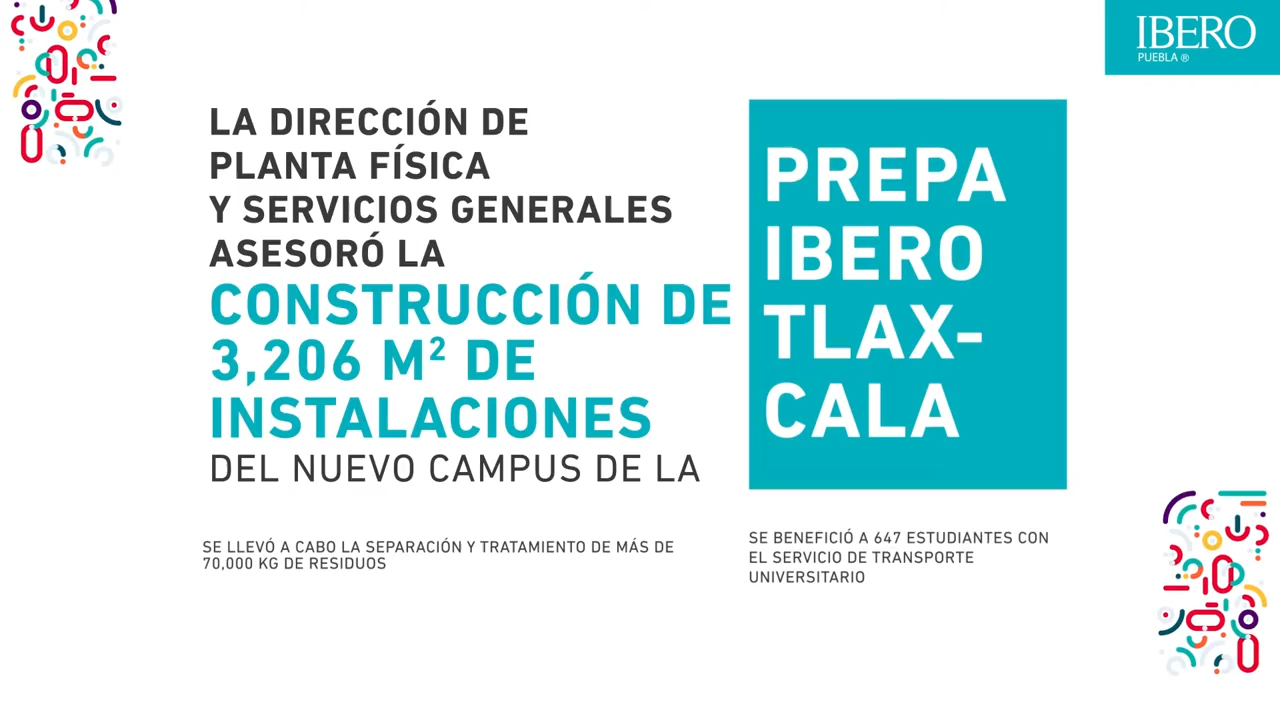 IBERO
PUEBLA ®
LA DIRECCIÓN DE
PLANTA FÍSICA
Y SERVICIOS GENERALES
ASESORÓ LA
CONSTRUCCIÓN DE
3,206 M² DE
INSTALACIONES
DEL NUEVO CAMPUS DE LA
PREPA
IBERO
TLAX-
CALA
SE LLEVÓ A CABO LA SEPARACIÓN Y TRATAMIENTO DE MÁS DE
70,000 KG DE RESIDUOS
SE BENEFICIÓ A 647 ESTUDIANTES CON
EL SERVICIO DE TRANSPORTE
UNIVERSITARIO